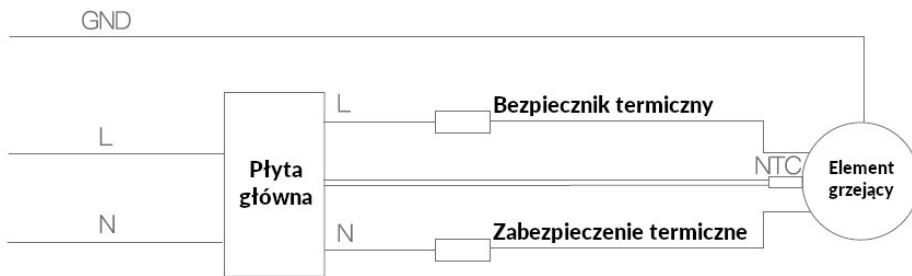 GND
L
Bezpiecznik termiczny
L
Płyta
główna
NTC
Element
grzejący
N
N
Zabezpieczenie termiczne